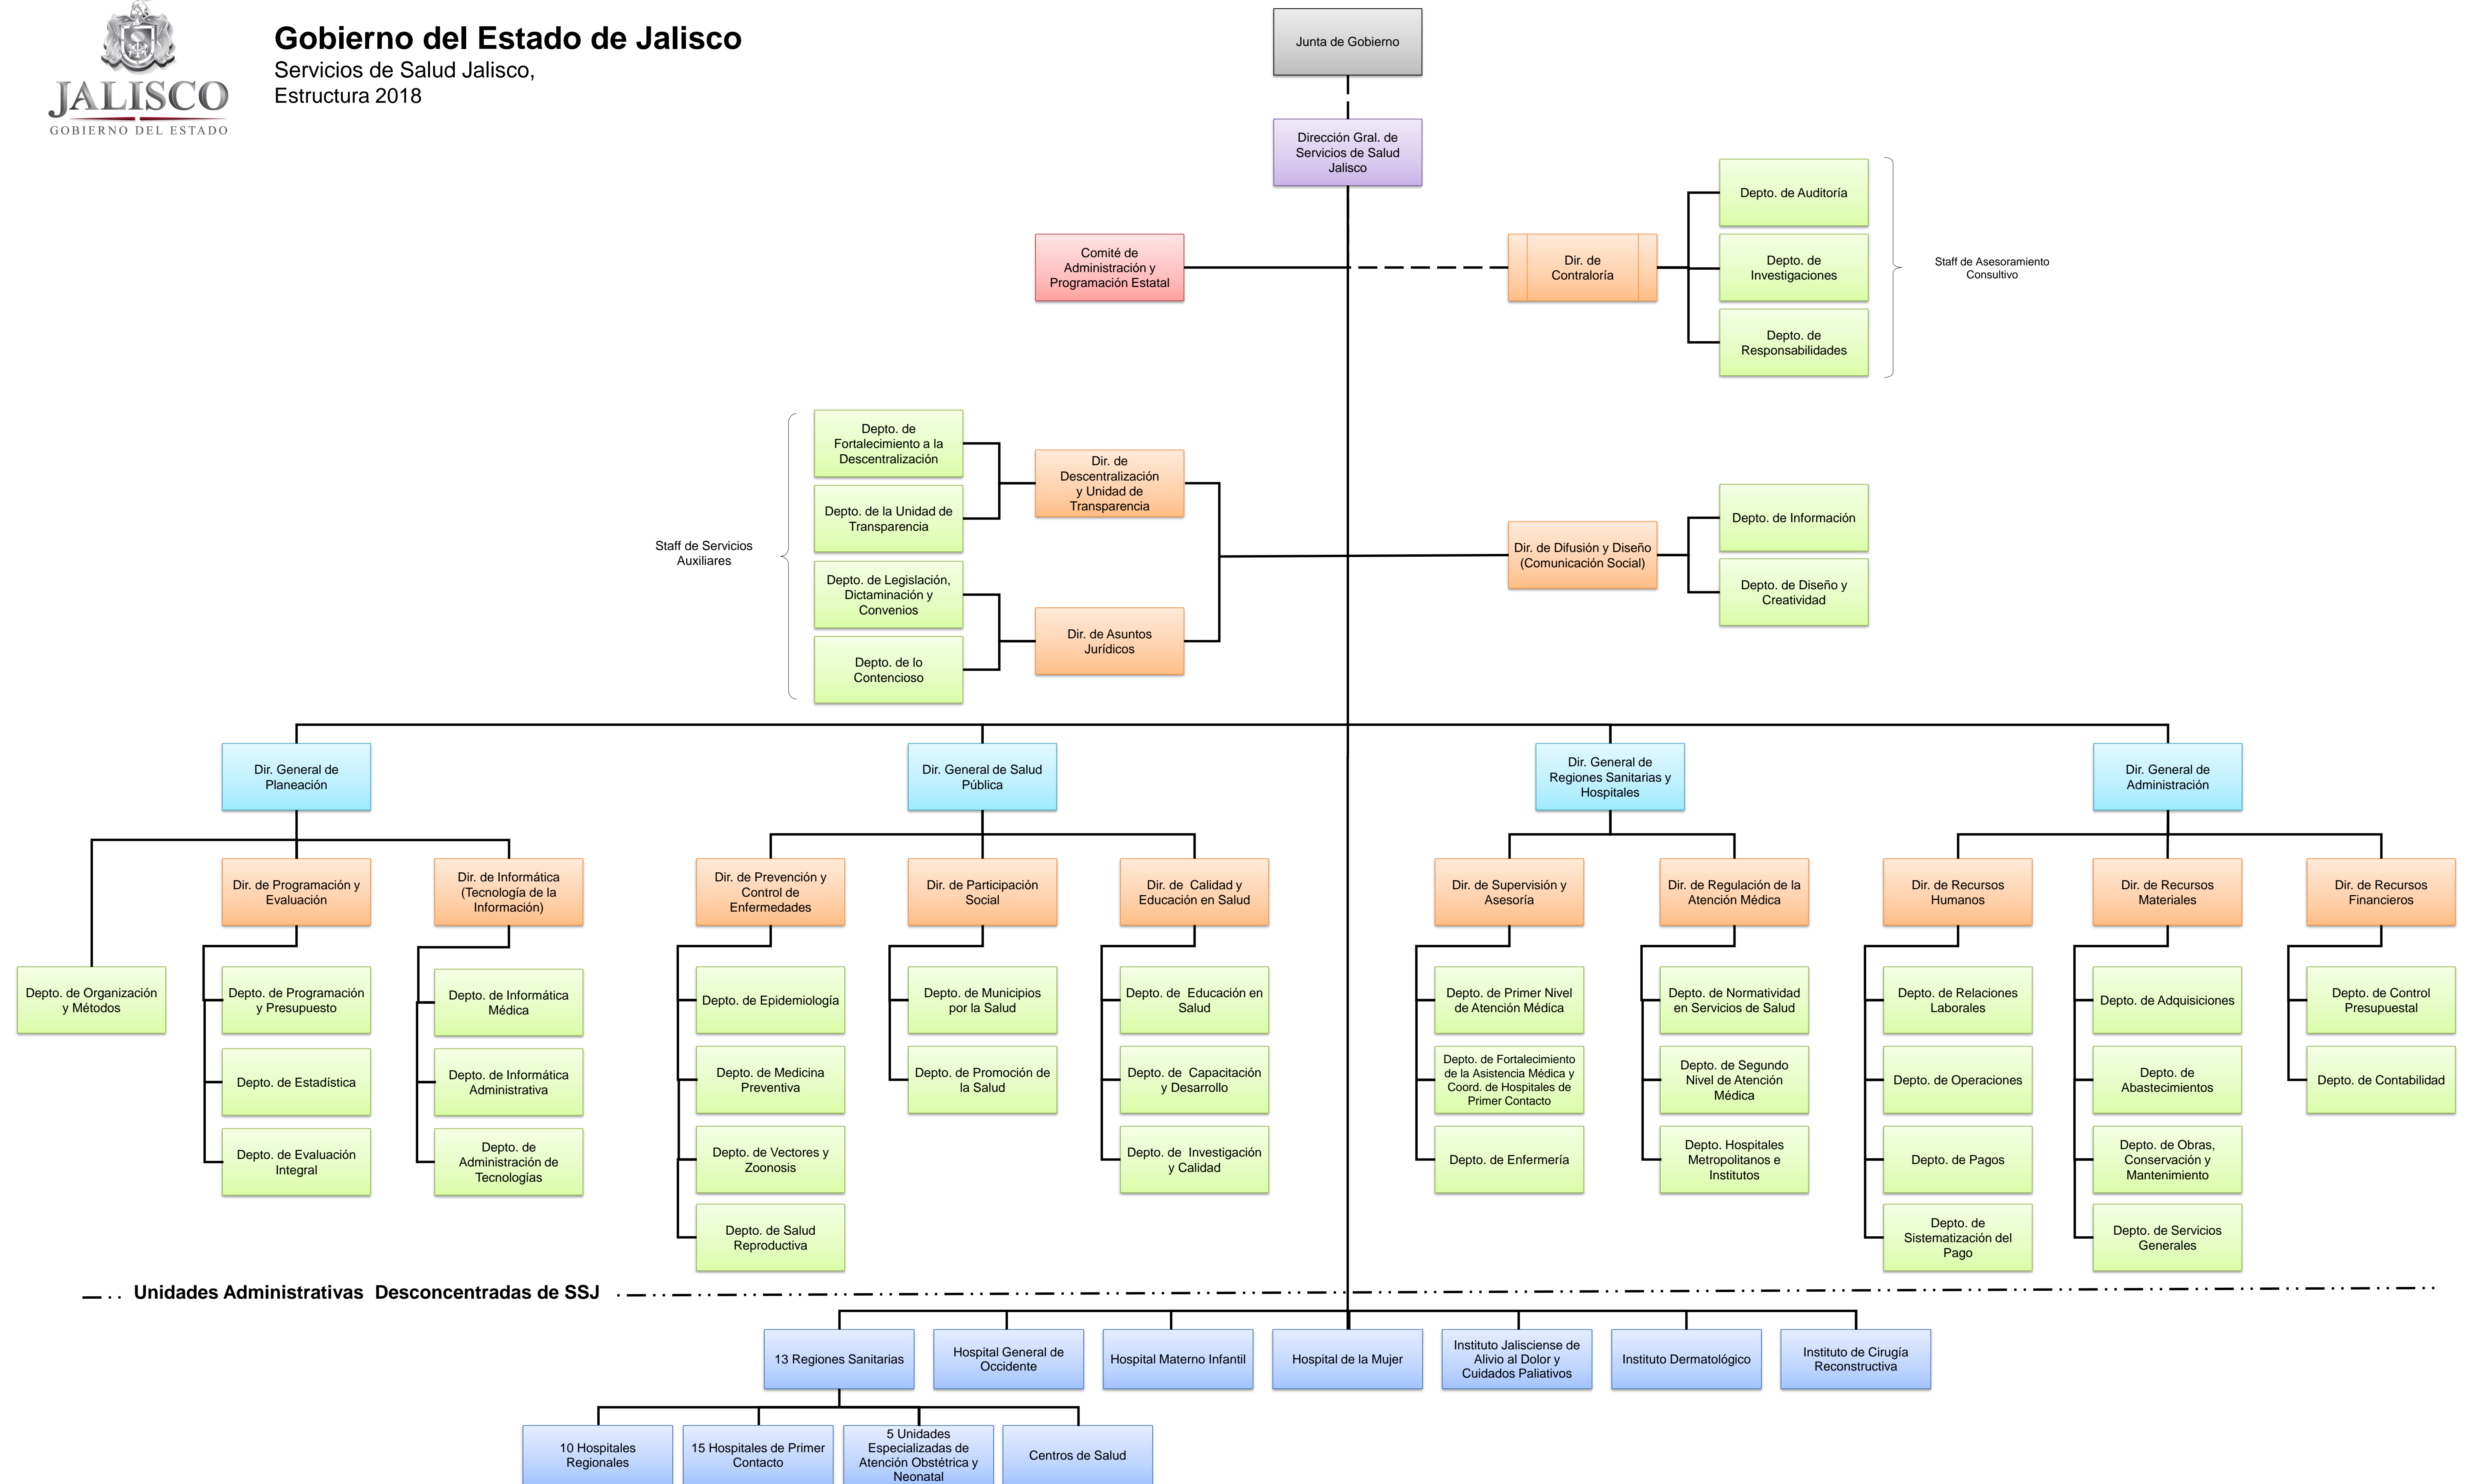 JALISCO
GOBIERNO DEL ESTADO
Gobierno del Estado de Jalisco
Servicios de Salud Jalisco,
Estructura 2018
Junta de Gobierno
Dirección Gral. de
Servicios de Salud
Jalisco
Comité de
Administración y
Programación Estatal
Dir. de
Contraloría
Depto. de Auditoría
Depto. de
Investigaciones
Depto. de
Responsabilidades
Staff de Asesoramiento
Consultivo
Staff de Servicios
Auxiliares
Depto. de
Fortalecimiento a la
Descentralización
Depto. de la Unidad de
Transparencia
Depto. de Legislación,
Dictaminación y
Convenios
Depto. de lo
Contencioso
Dir. de
Descentralización
y Unidad de
Transparencia
Dir. de Asuntos
Jurídicos
Dir. de Difusión y Diseño
(Comunicación Social)
Depto. de Información
Depto. de Diseño y
Creatividad
Dir. General de
Planeación
Dir. General de Salud
Pública
Dir. General de
Regiones Sanitarias y
Hospitales
Dir. General de
Administración
Dir. de Programación y
Evaluación
Dir. de Informática
(Tecnología de la
Información)
Dir. de Prevención y
Control de
Enfermedades
Dir. de Participación
Social
Dir. de  Calidad y
Educación en Salud
Dir. de Supervisión y
Asesoría
Dir. de Regulación de la
Atención Médica
Dir. de Recursos
Humanos
Dir. de Recursos
Materiales
Dir. de Recursos
Financieros
Depto. de Organización
y Métodos
Depto. de Programación
y Presupuesto
Depto. de Informática
Médica
Depto. de Epidemiología
Depto. de Municipios
por la Salud
Depto. de  Educación en
Salud
Depto. de Primer Nivel
de Atención Médica
Depto. de Normatividad
en Servicios de Salud
Depto. de Relaciones
Laborales
Depto. de Adquisiciones
Depto. de Control
Presupuestal
Depto. de Estadística
Depto. de Informática
Administrativa
Depto. de Medicina
Preventiva
Depto. de Promoción de
la Salud
Depto. de  Capacitación
y Desarrollo
Depto. de Fortalecimiento
de la Asistencia Médica y
Coord. de Hospitales de
Primer Contacto
Depto. de Segundo
Nivel de Atención
Médica
Depto. de Operaciones
Depto. de
Abastecimientos
Depto. de Contabilidad
Depto. de Evaluación
Integral
Depto. de
Administración de
Tecnologías
Depto. de Vectores y
Zoonosis
Depto. de  Investigación
y Calidad
Depto. de Enfermería
Depto. Hospitales
Metropolitanos e
Institutos
Depto. de Pagos
Depto. de Obras,
Conservación y
Mantenimiento
Depto. de Salud
Reproductiva
Depto. de
Sistematización del
Pago
Depto. de Servicios
Generales
Unidades Administrativas  Desconcentradas de SSJ
13 Regiones Sanitarias
Hospital General de
Occidente
Hospital Materno Infantil
Hospital de la Mujer
Instituto Jalisciense de
Alivio al Dolor y
Cuidados Paliativos
Instituto Dermatológico
Instituto de Cirugía
Reconstructiva
10 Hospitales
Regionales
15 Hospitales de Primer
Contacto
5 Unidades
Especializadas de
Atención Obstétrica y
Neonatal
Centros de Salud